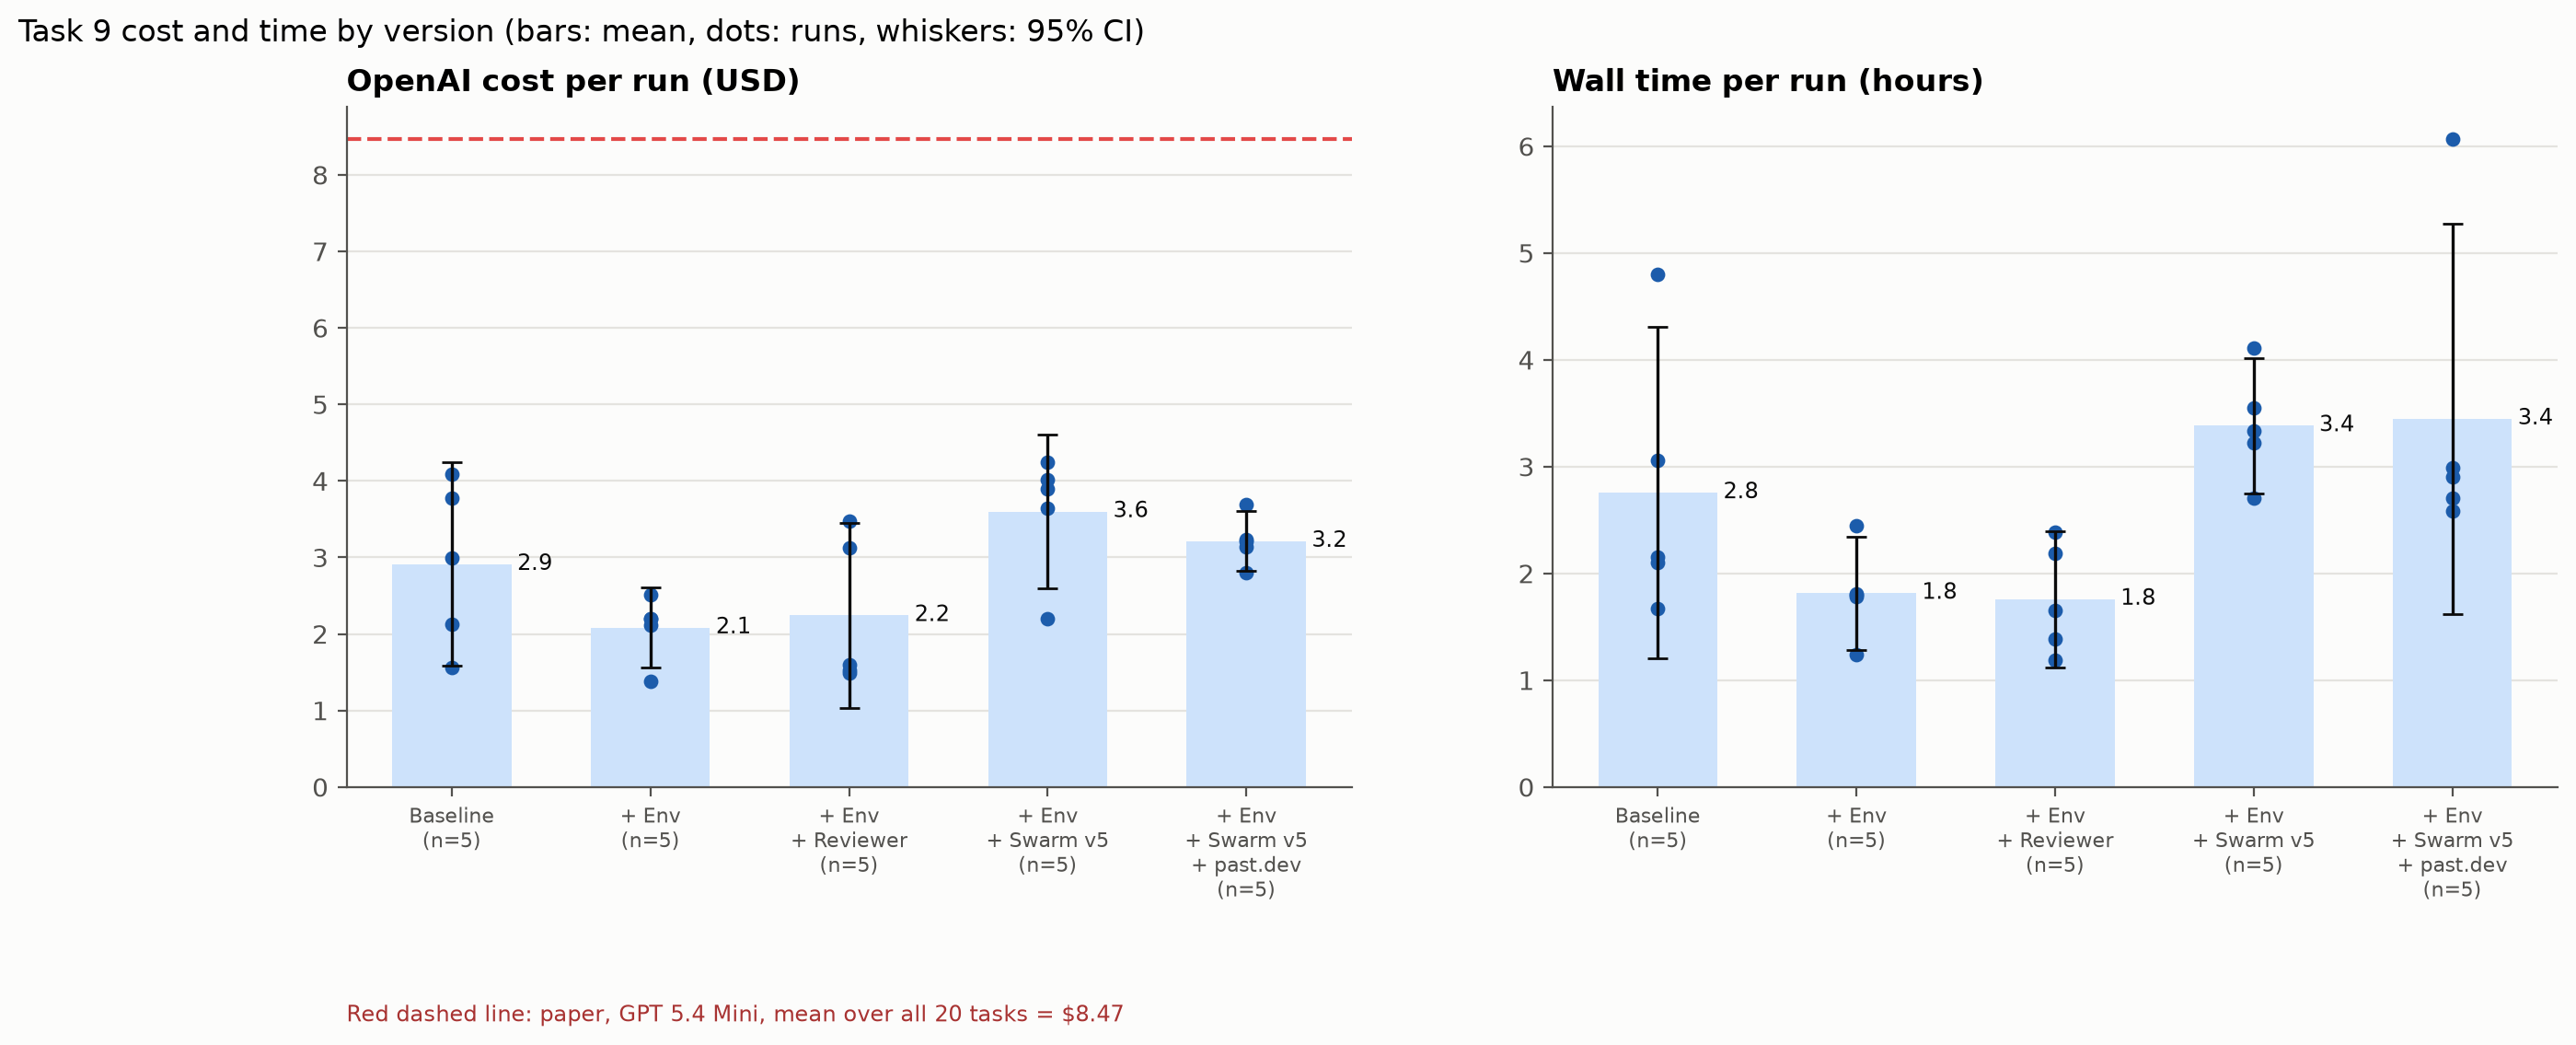 Task 9 cost and time by version (bars: mean, dots: runs, whiskers: 95% CI)
OpenAI cost per run (USD)
8
7
6
5
4
3
2
1
0
2.9
2.1
2.2
3.6
3.2
Baseline
(n=5)
+ Env
(n=5)
+ Env
+ Reviewer
(n=5)
+ Env
+ Swarm v5
(n=5)
+ Env
+ Swarm v5
+ past.dev
(n=5)
Wall time per run (hours)
6
5
4
3
2
1
0
2.8
1.8
1.8
3.4
3.4
Baseline
(n=5)
+ Env
(n=5)
+ Env
+ Reviewer
(n=5)
+ Env
+ Swarm v5
(n=5)
+ Env
+ Swarm v5
+ past.dev
(n=5)
Red dashed line: paper, GPT 5.4 Mini, mean over all 20 tasks = $8.47